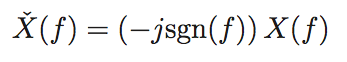 X̌(f) = (−jsgn(f)) X(f)